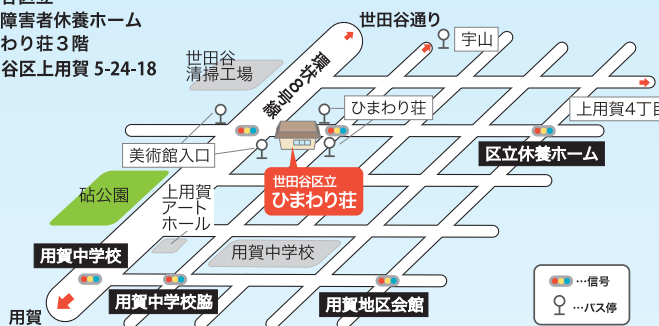 障害者休養ホーム
わり荘3階
谷区上用賀 5-24-18
世田谷通り
宇山
世田谷
清掃工場
環状8号線
ひまわり荘
上用賀4丁目
美術館入口
区立休養ホーム
世田谷区立
ひまわり荘
砧公園
上用賀
アート
ホール
用賀中学校
用賀中学校
用賀中学校脇
用賀地区会館
用賀
…信号
…バス停